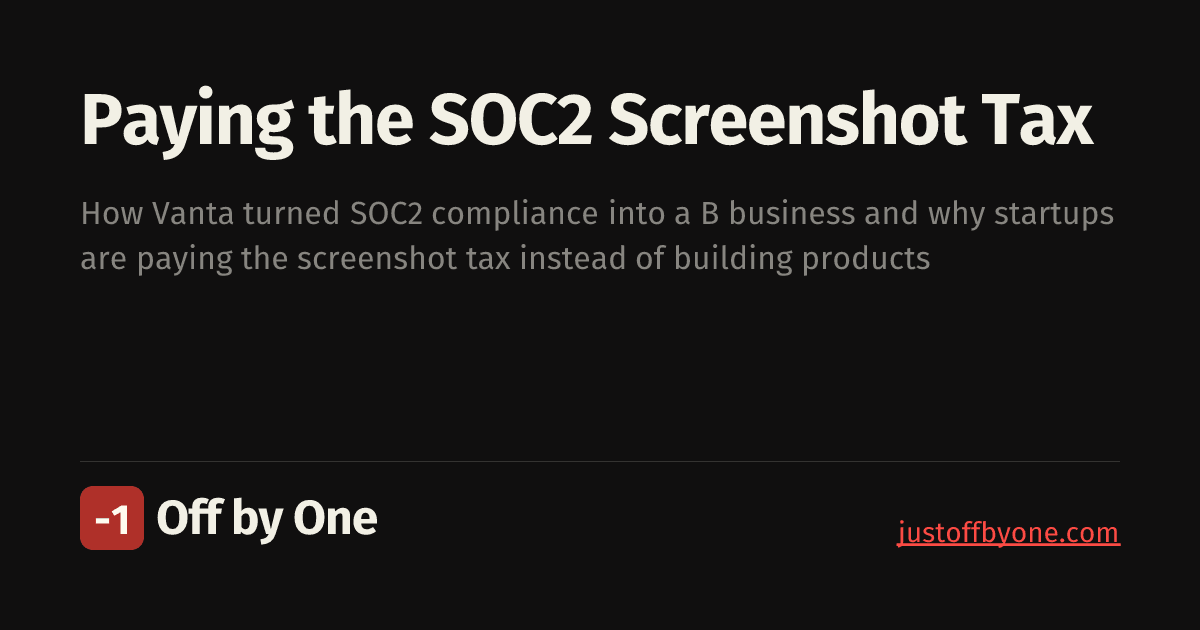 Paying the SOC2 Screenshot Tax
How Vanta turned SOC2 compliance into a B business and why startups
are paying the screenshot tax instead of building products
-1 Off by One
justoffbyone.com